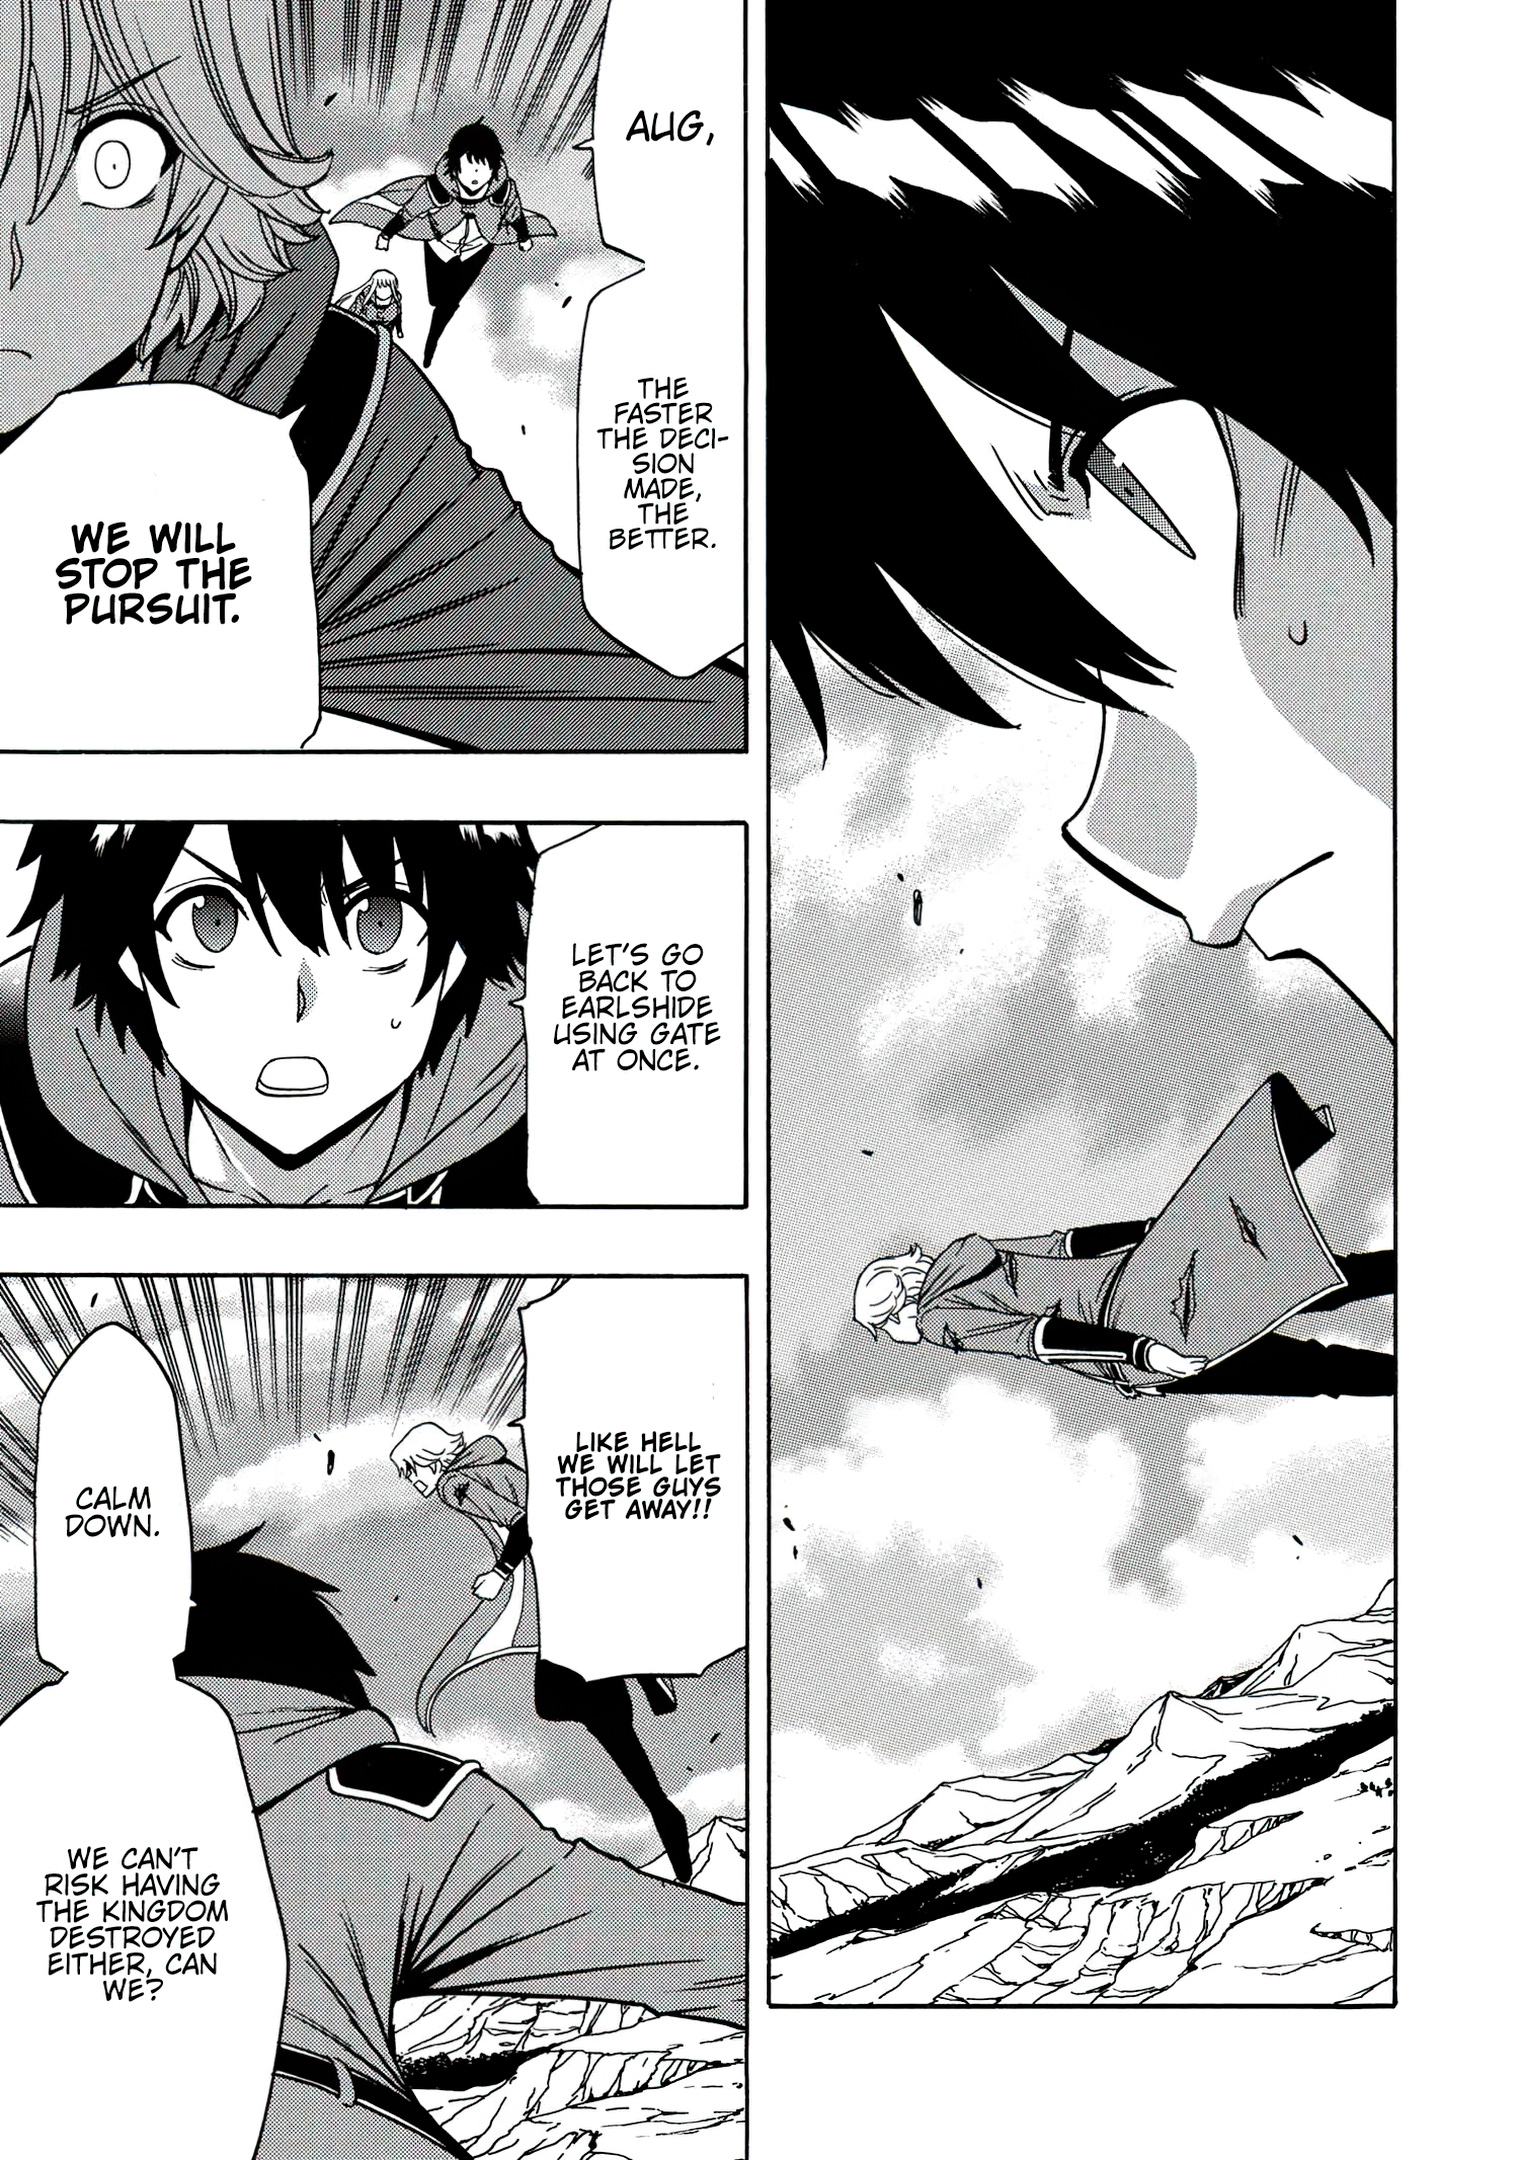 AUG,
THE
FASTER
THE DECI-
SION
MADE,
THE
BETTER.
WE WILL
STOP THE
PURSUIT.
LET'S GO
BACK TO
EARLSHIDE
USING GATE
AT ONCE.
LIKE HELL
WE WILL LET
THOSE GUYS
GET AWAY!!
CALM
DOWN.
WE CAN'T
RISK HAVING
THE KINGDOM
DESTROYED
EITHER, CAN
WE?